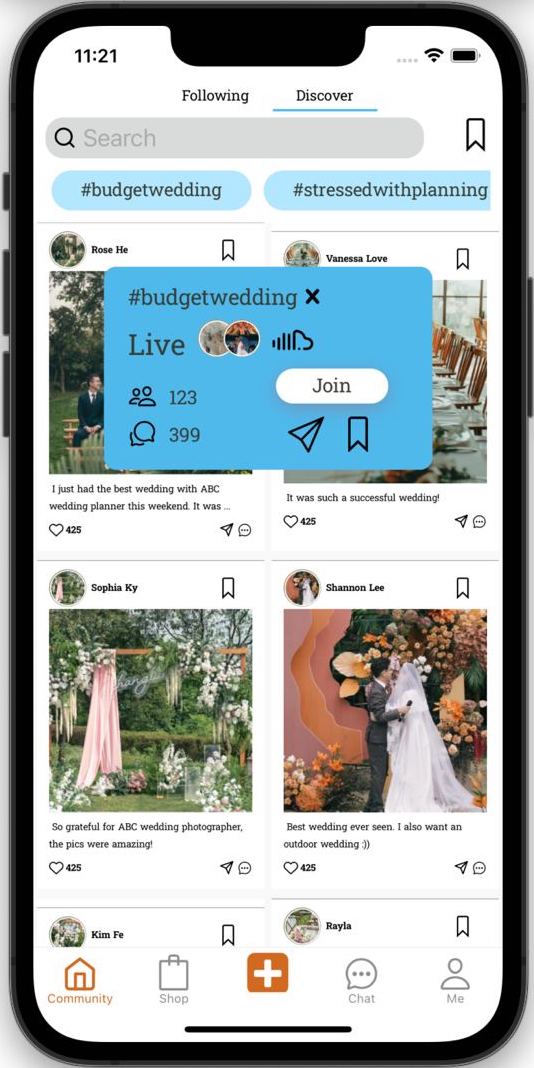 11:21
Following
Discover
Search
#budgetwedding
#stressedwithplanning
Rose He
Vanessa Love
#budgetwedding
Live
Join
123
399
I just had the best wedding with ABC
wedding planner this weekend. It was ...
425
It was such a successful wedding!
425
Sophia Ky
Shannon Lee
So grateful for ABC wedding photographer,
the pics were amazing!
425
Best wedding ever seen. I also want an
outdoor wedding :))
425
Kim Fe
Rayla
Community
Shop
Chat
Me